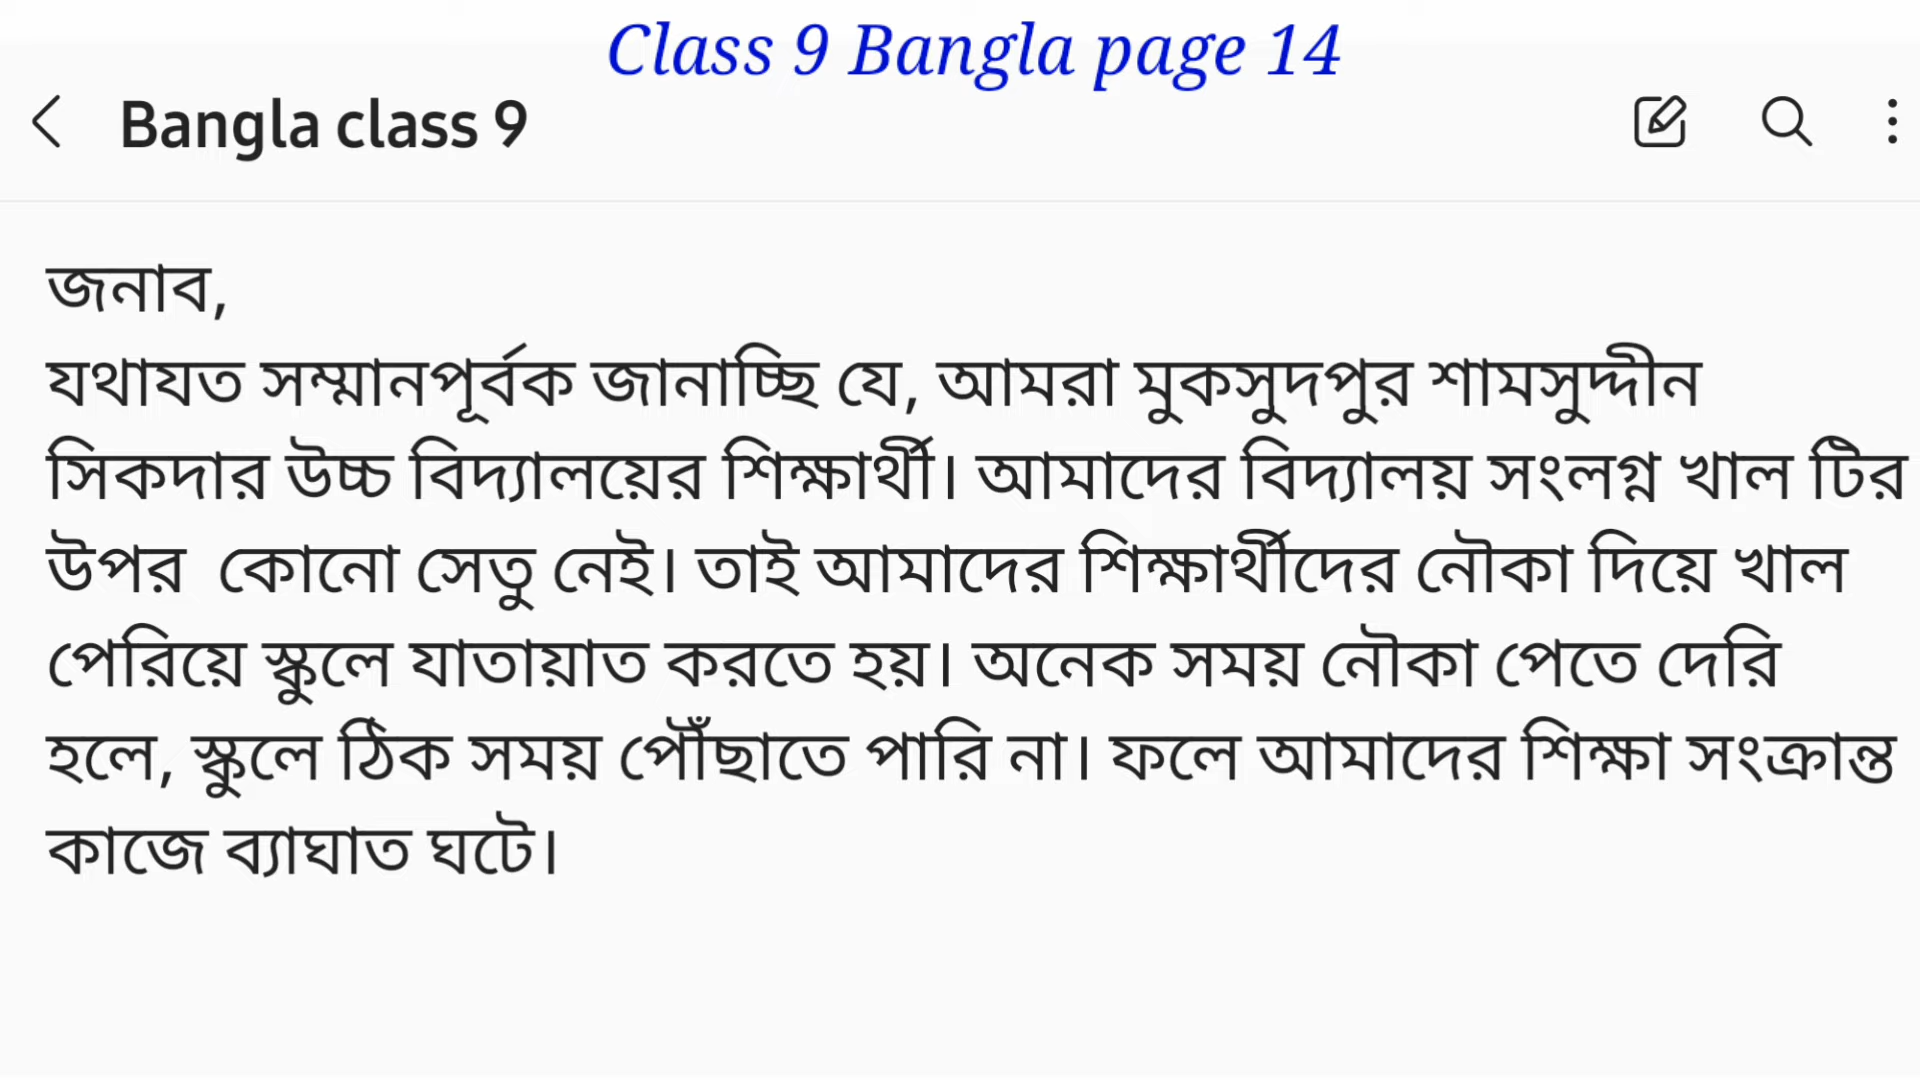 Class 9 Bangla page 14
Bangla class 9
জনাব,
যথাযত সম্মানপূর্বক জানাচ্ছি যে, আমরা মুকসুদপুর শামসুদ্দীন
সিকদার উচ্চ বিদ্যালয়ের শিক্ষার্থী। আমাদের বিদ্যালয় সংলগ্ন খাল টির
উপর  কোনো সেতু নেই। তাই আমাদের শিক্ষার্থীদের নৌকা দিয়ে খাল
পেরিয়ে স্কুলে যাতায়াত করতে হয়। অনেক সময় নৌকা পেতে দেরি
হলে, স্কুলে ঠিক সময় পৌঁছাতে পারি না। ফলে আমাদের শিক্ষা সংক্রান্ত
কাজে ব্যাঘাত ঘটে।